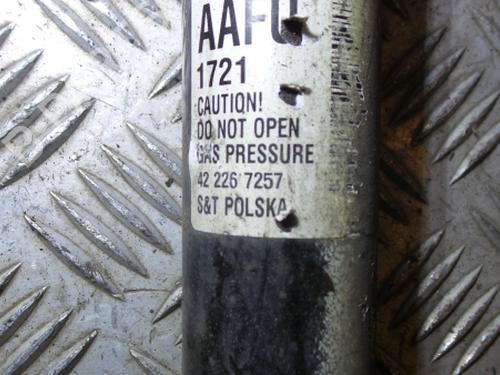 AAFU
1721
CAUTION!
DO NOT OPEN
GAS PRESSURE
42 226 7257
S&T POLSKA